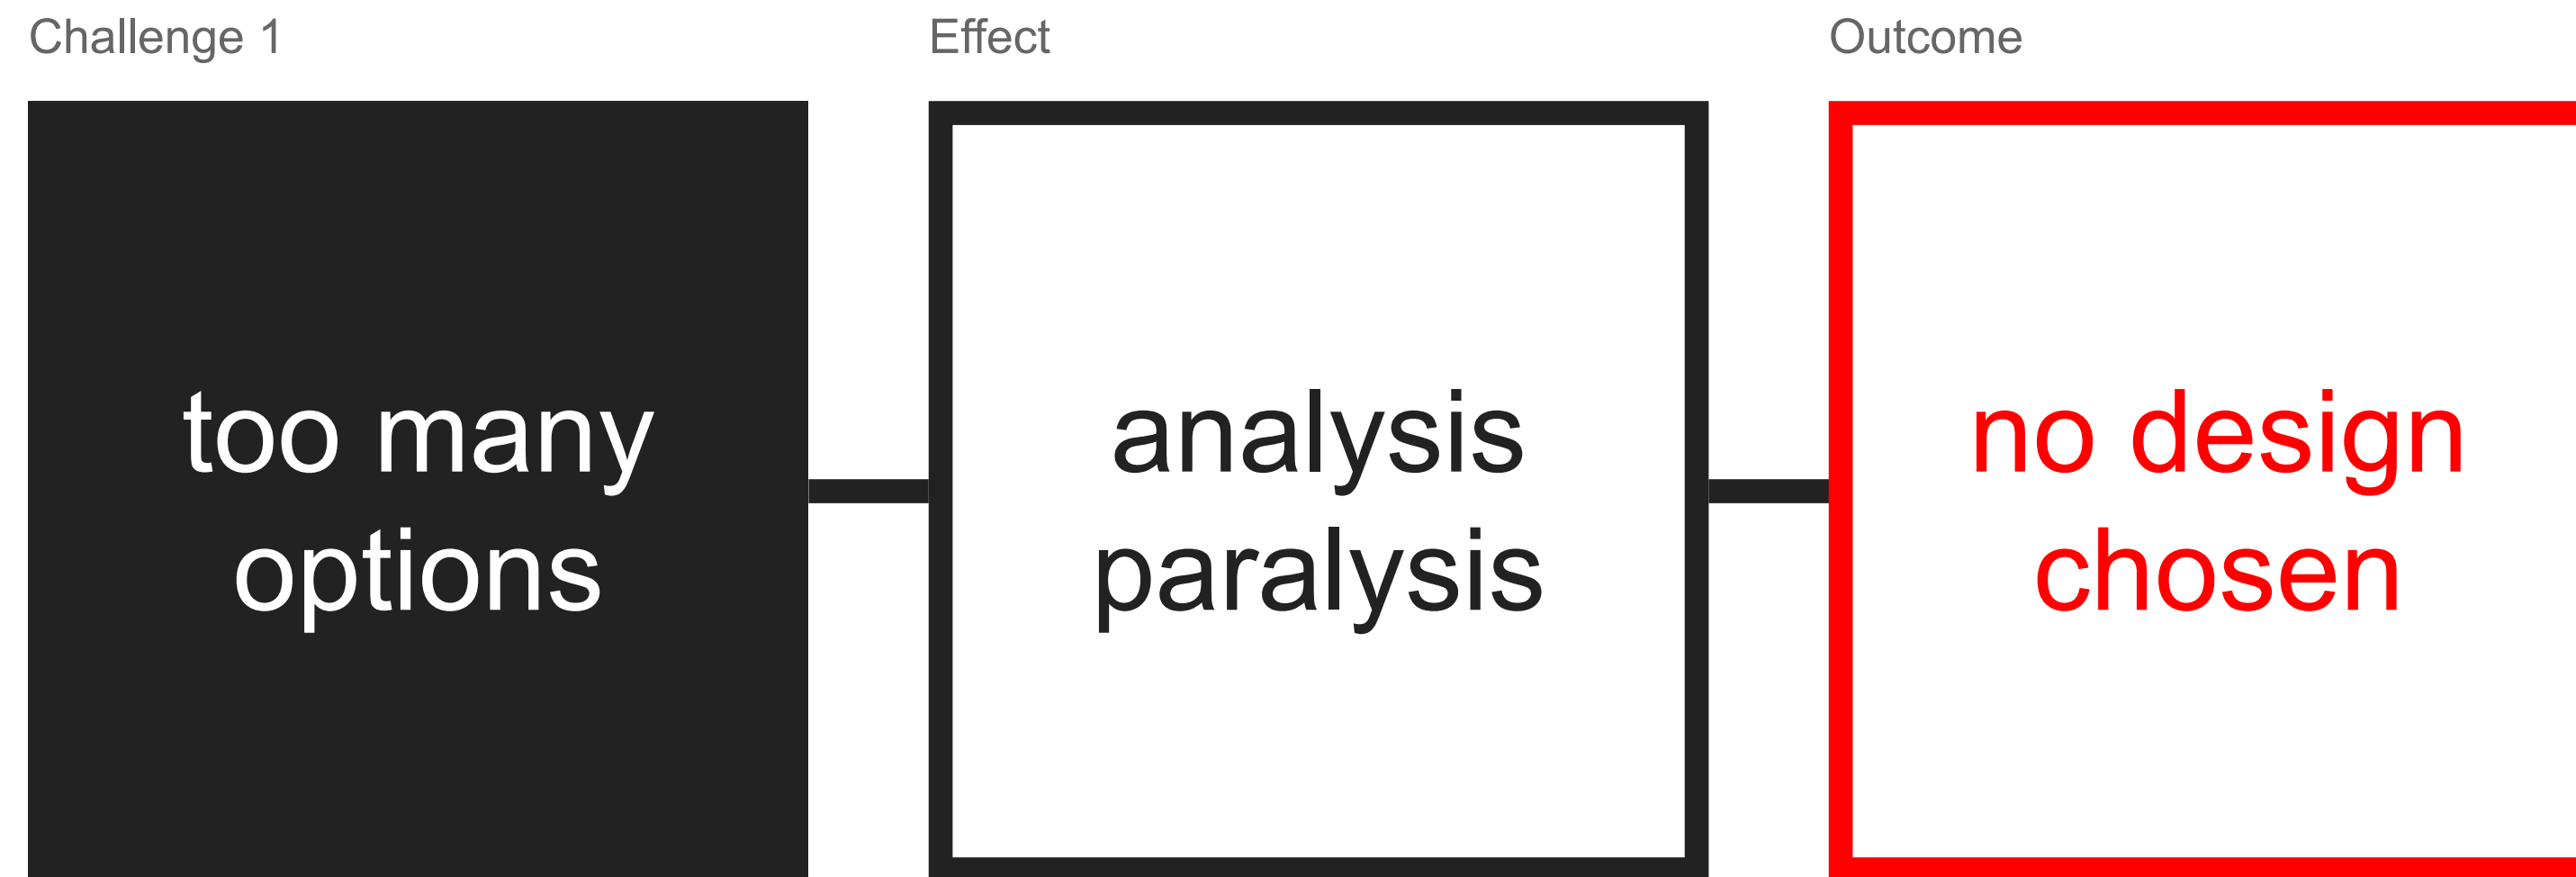 Challenge 1
Effect
Outcome
too many
options
analysis
paralysis
no design
chosen